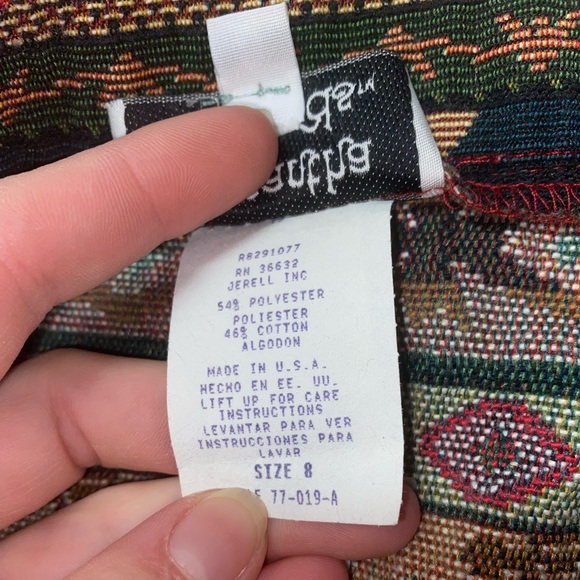 RB291077
RN 36632
JERELL INC
54% POLYESTER
POLIESTER
46% COTTON
ALGODON
MADE IN U.S.A.
HECHO EN EE. UU.
LIFT UP FOR CARE
INSTRUCTIONS
LEVANTAR PARA VER
INSTRUCCIONES PARA
LAVAR
SIZE 8
77-019-A